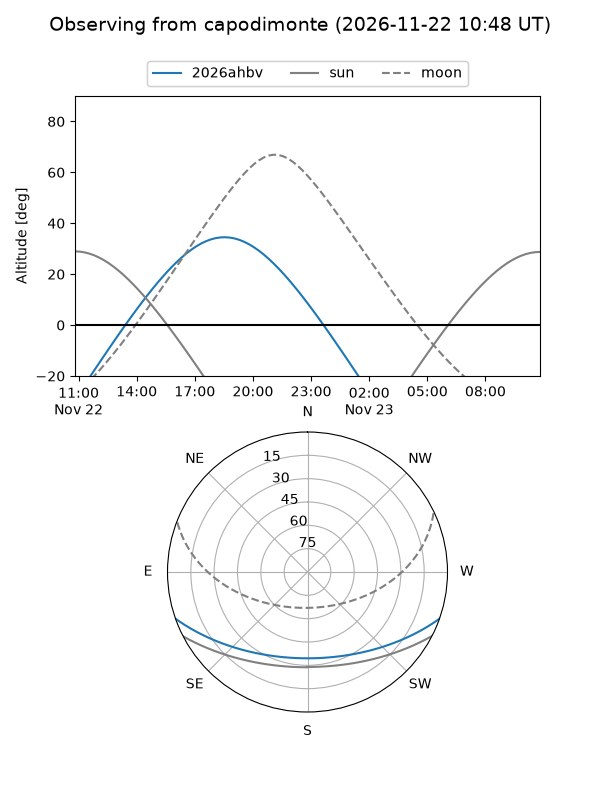 Observing from capodimonte (2026-11-22 10:48 UT)
2026ahbv sun moon
Altitude [deg]
80
60
40
20
0
−20
11:00 14:00 17:00 20:00 23:00 02:00 05:00 08:00
Nov 22 Nov 23
N
NE NW
15
30
45
60
75
E W
SE SW
S